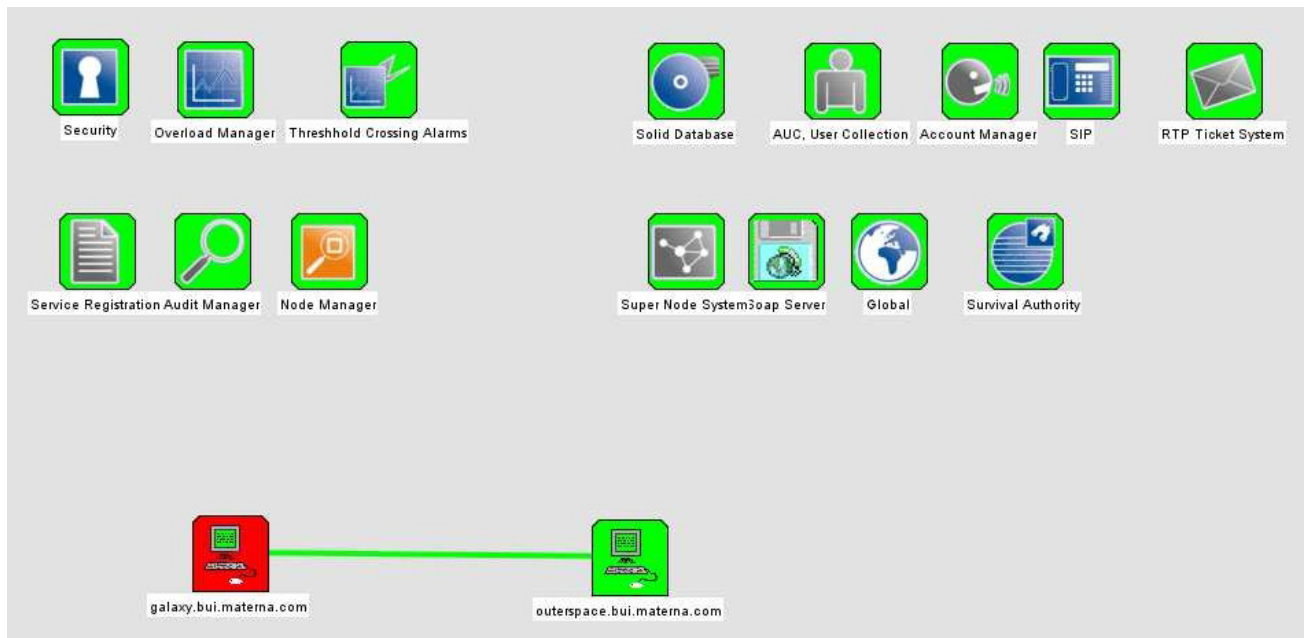 Security
Overload Manager
Threshhold Crossing Alarms
Solid Database
AUC, User Collection
Account Manager
SIP
RTP Ticket System
Service Registration
Audit Manager
Node Manager
Super Node System
Soap Server
Global
Survival Authority
galaxy.bui.materna.com
outerspace.bui.materna.com